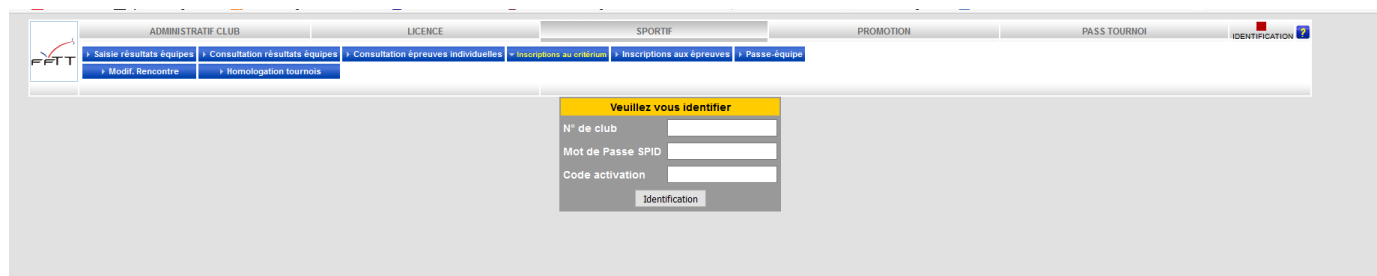 ADMINISTRATIF CLUB LICENCE SPORTIF PROMOTION PASS TOURNOI IDENTIFICATION ?
FFTT
Saisie résultats équipes Consultation résultats équipes Consultation épreuves individuelles Inscriptions au critérium Inscriptions aux épreuves Passe-équipe
Modif. Rencontre Homologation tournois
Veuillez vous identifier
N° de club
Mot de Passe SPID
Code activation
Identification